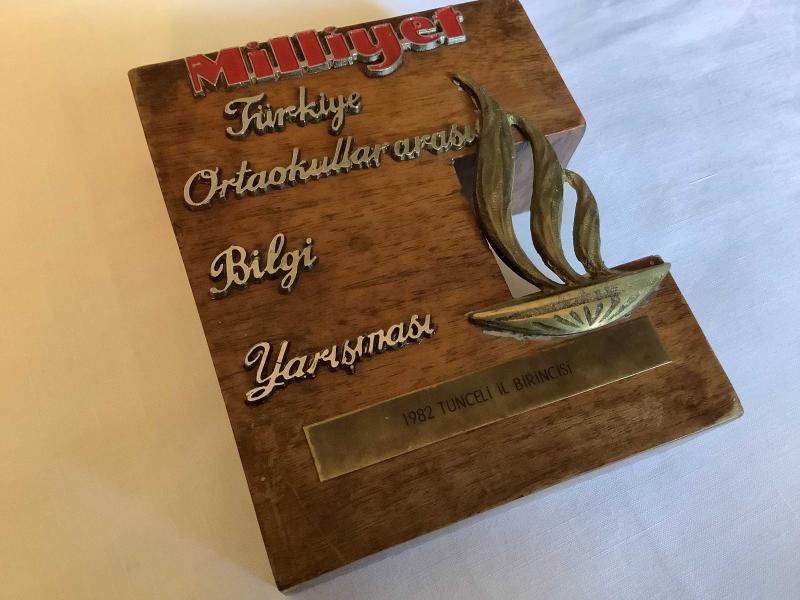 Milliyet
Türkiye
Ortaokullar arası
Bilgi
Yarışması
1982 TUNCELİ İL BİRİNCİSİ